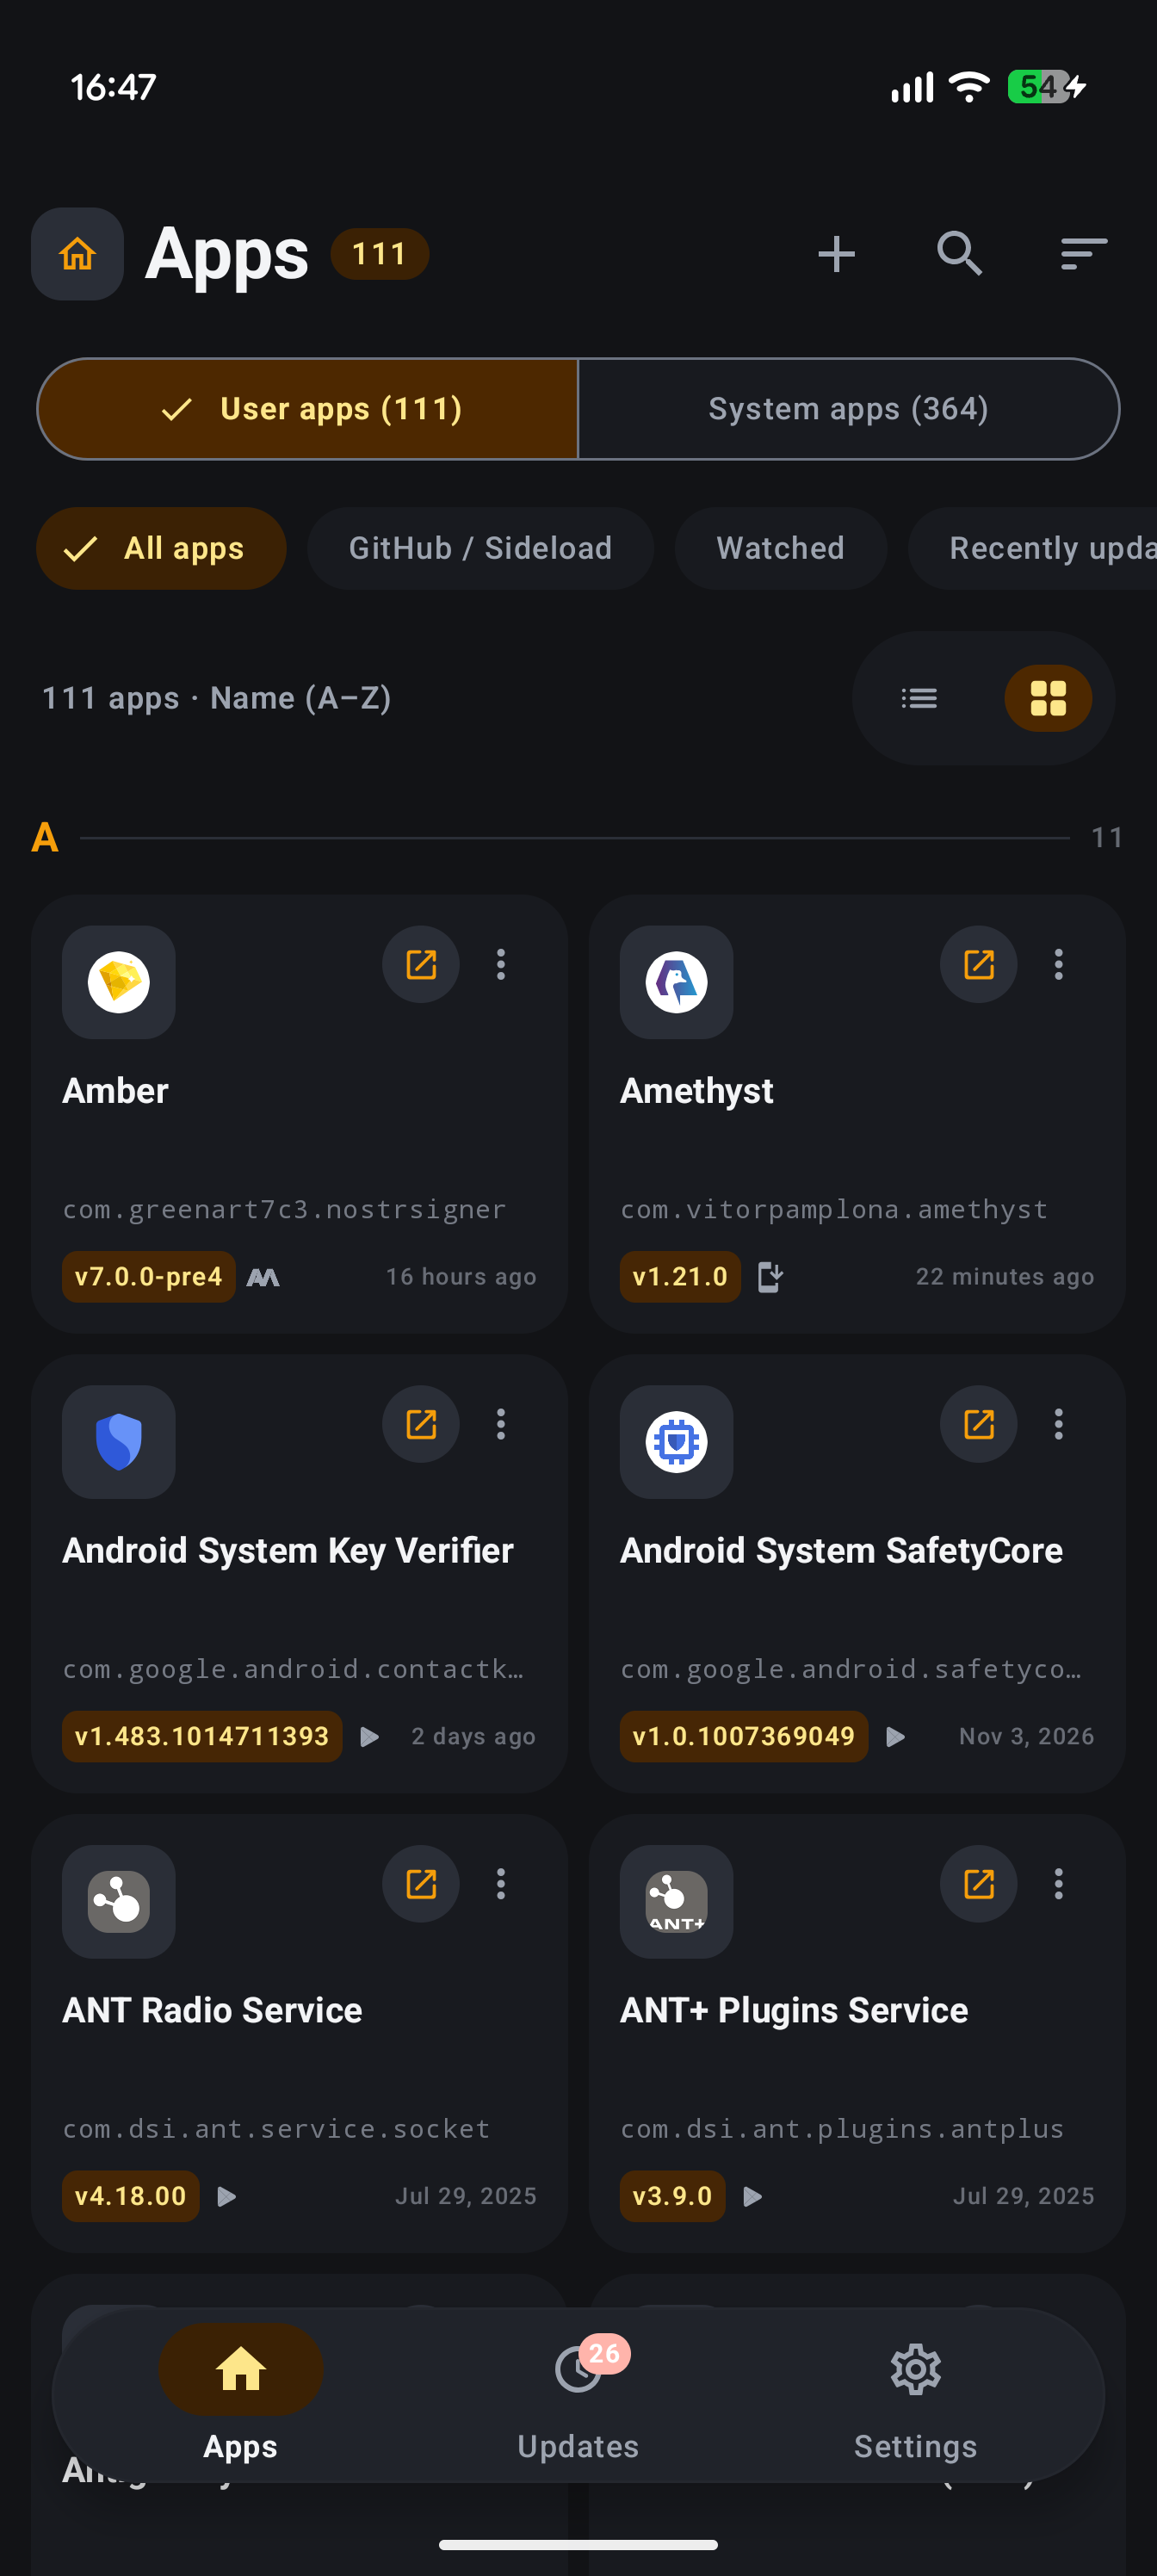 16:47
54
Apps 111
User apps (111)
System apps (364)
All apps
GitHub / Sideload
Watched
Recently upda
111 apps · Name (A–Z)
A
11
Amber
com.greenart7c3.nostrsigner
v7.0.0-pre4
16 hours ago
Amethyst
com.vitorpamplona.amethyst
v1.21.0
22 minutes ago
Android System Key Verifier
com.google.android.contactk…
v1.483.1014711393
2 days ago
Android System SafetyCore
com.google.android.safetyco…
v1.0.1007369049
Nov 3, 2026
ANT Radio Service
com.dsi.ant.service.socket
v4.18.00
Jul 29, 2025
ANT+
ANT+ Plugins Service
com.dsi.ant.plugins.antplus
v3.9.0
Jul 29, 2025
26
Apps
Updates
Settings